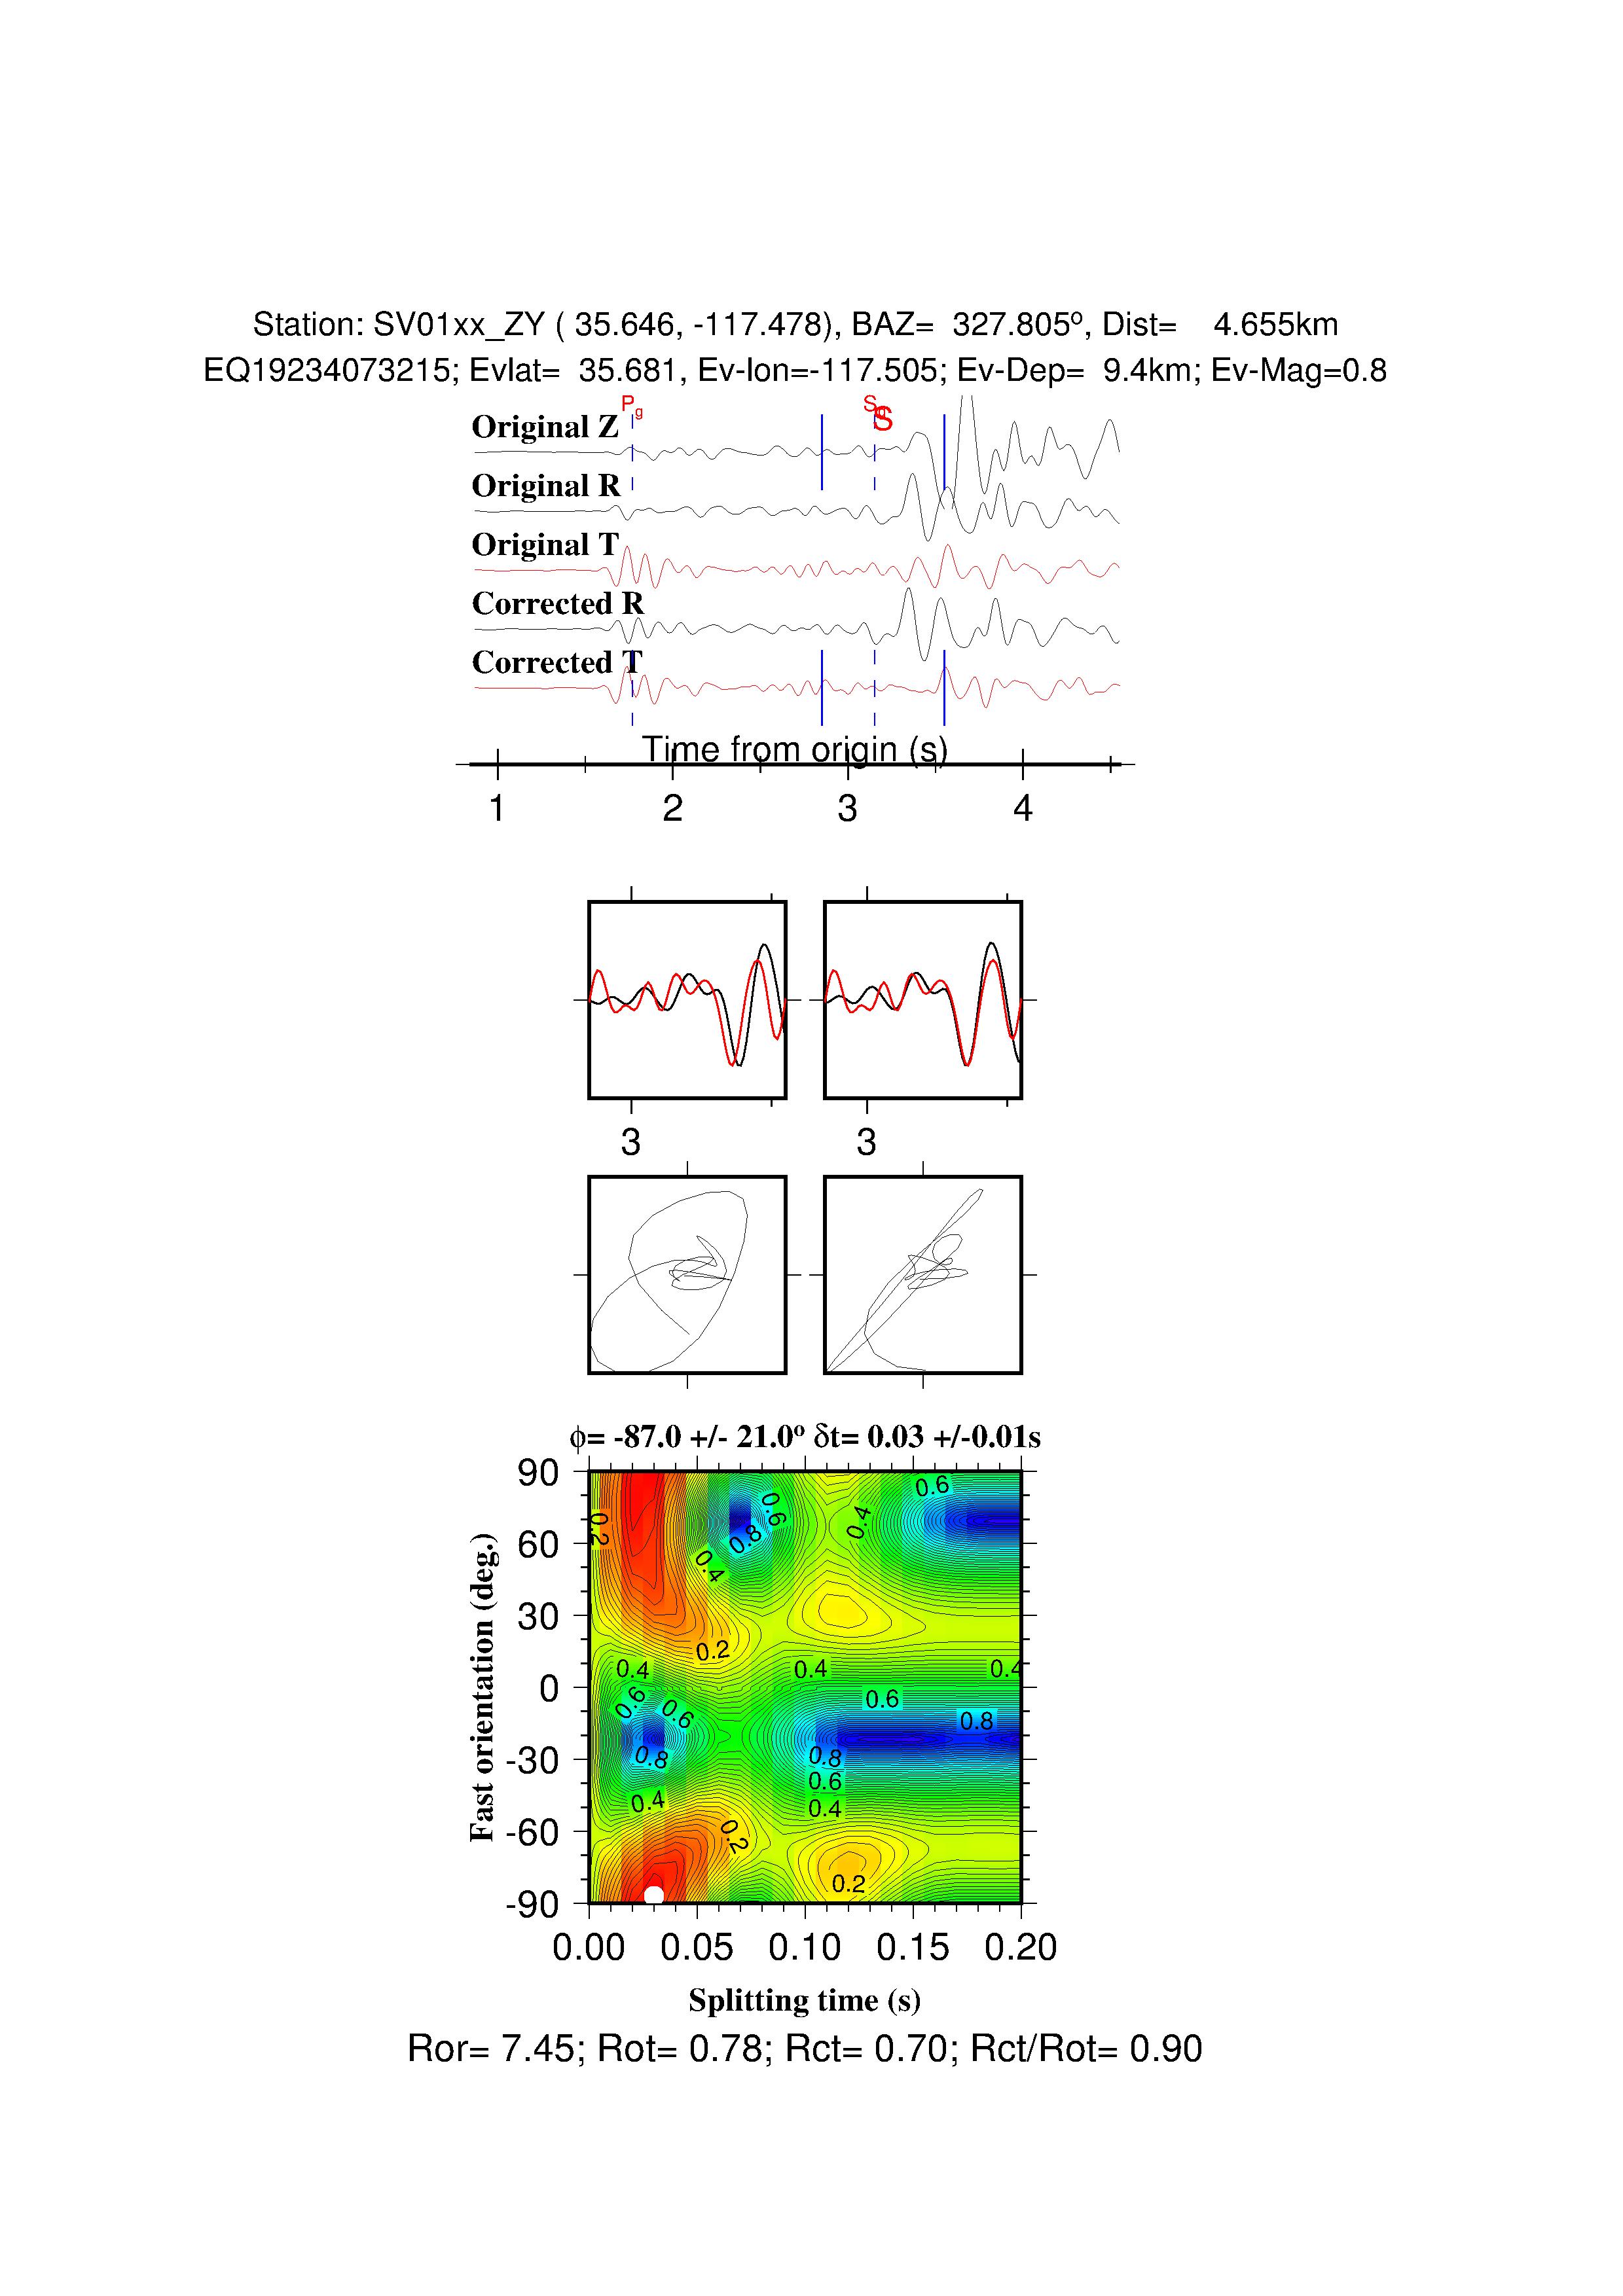 Station: SV01xx_ZY ( 35.646, -117.478), BAZ=  327.805º, Dist=    4.655km
EQ19234073215; Evlat=  35.681, Ev-lon=-117.505; Ev-Dep=  9.4km; Ev-Mag=0.8
Pg Sg S
Original Z
Original R
Original T
Corrected R
Corrected T
Time from origin (s)
1 2 3 4
3 3
ϕ= -87.0 +/- 21.0º δt= 0.03 +/-0.01s
90
60
30
0
-30
-60
-90
Fast orientation (deg.)
0.6
0.2 0.6 0.4
0.8
0.4
0.2
0.4 0.4 0.4
0.6 0.6 0.6
0.8
0.8 0.8
0.6
0.4 0.4
0.2
0.2
0.00 0.05 0.10 0.15 0.20
Splitting time (s)
Ror= 7.45; Rot= 0.78; Rct= 0.70; Rct/Rot= 0.90